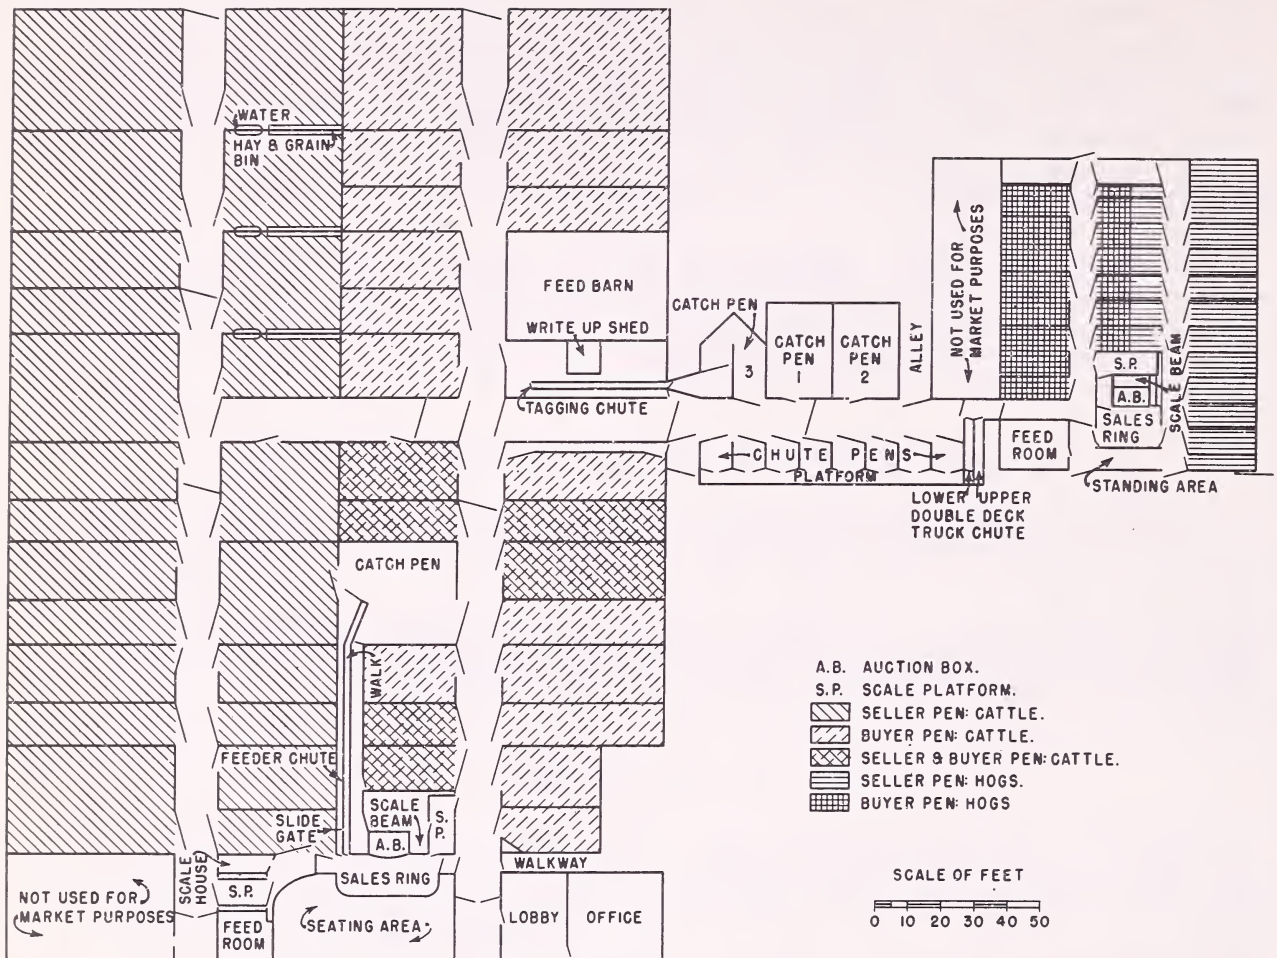 WATER
HAY & GRAIN
BIN
FEED BARN
WRITE UP SHED
TAGGING CHUTE
CATCH PEN
3
CATCH
PEN
1
CATCH
PEN
2
ALLEY
NOT USED FOR
MARKET PURPOSES
S.P.
A.B.
SALES
RING
SCALE BEAM
CHUTE PENS
PLATFORM
FEED
ROOM
STANDING AREA
LOWER UPPER
DOUBLE DECK
TRUCK CHUTE
CATCH PEN
WALK
FEEDER CHUTE
SLIDE
GATE
SCALE
BEAM
S.
P.
A.B.
SALES RING
WALKWAY
SCALE
HOUSE
S.P.
FEED
ROOM
NOT USED FOR
MARKET PURPOSES
SEATING AREA
LOBBY
OFFICE
A.B. AUCTION BOX.
S.P. SCALE PLATFORM.
SELLER PEN: CATTLE.
BUYER PEN: CATTLE.
SELLER & BUYER PEN: CATTLE.
SELLER PEN: HOGS.
BUYER PEN: HOGS
SCALE OF FEET
0 10 20 30 40 50